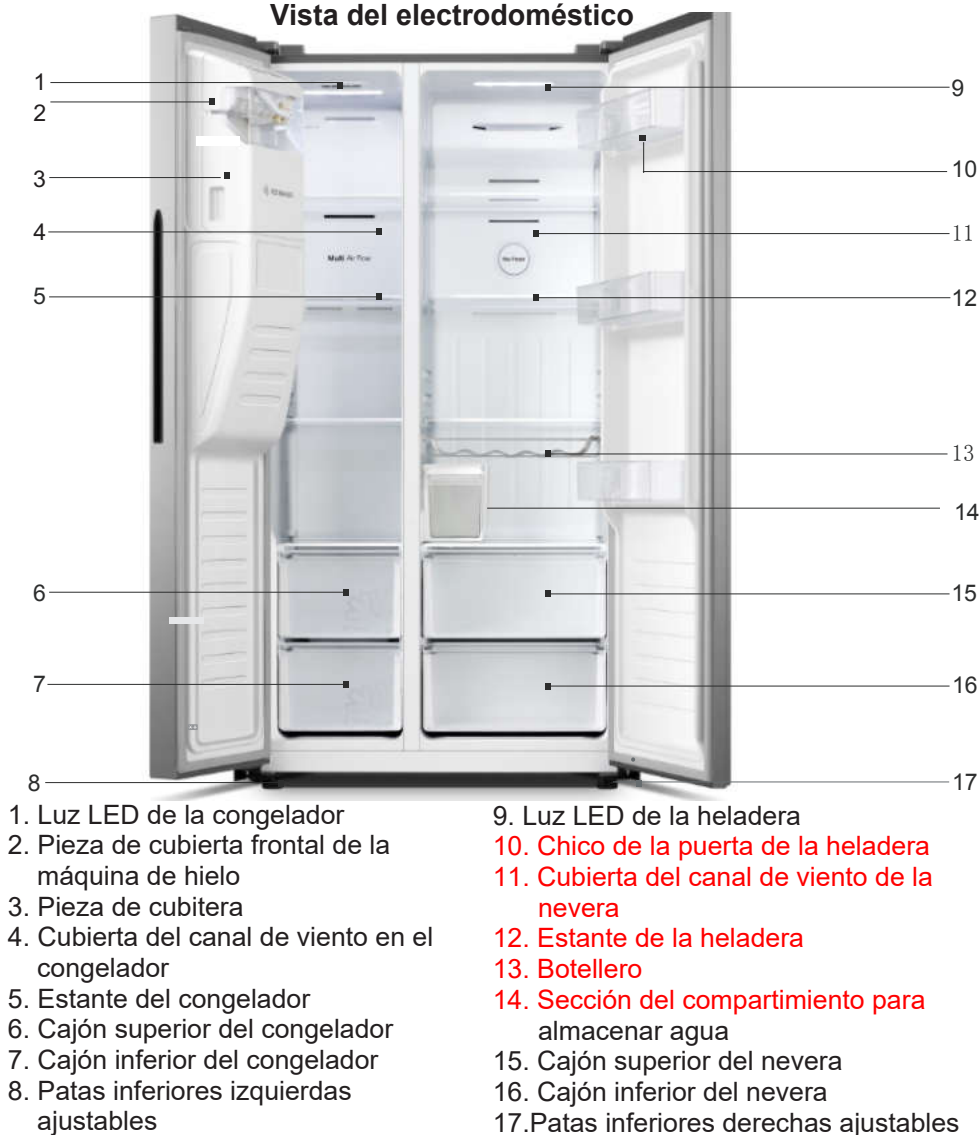 Vista del electrodoméstico
1
2
3
4
5
6
7
8
9
10
11
12
13
14
15
16
17
Multi Air Flow
1. Luz LED de la congelador
2. Pieza de cubierta frontal de la
máquina de hielo
3. Pieza de cubitera
4. Cubierta del canal de viento en el
congelador
5. Estante del congelador
6. Cajón superior del congelador
7. Cajón inferior del congelador
8. Patas inferiores izquierdas
ajustables
9. Luz LED de la heladera
10. Chico de la puerta de la heladera
11. Cubierta del canal de viento de la
nevera
12. Estante de la heladera
13. Botellero
14. Sección del compartimiento para
almacenar agua
15. Cajón superior del nevera
16. Cajón inferior del nevera
17.Patas inferiores derechas ajustables